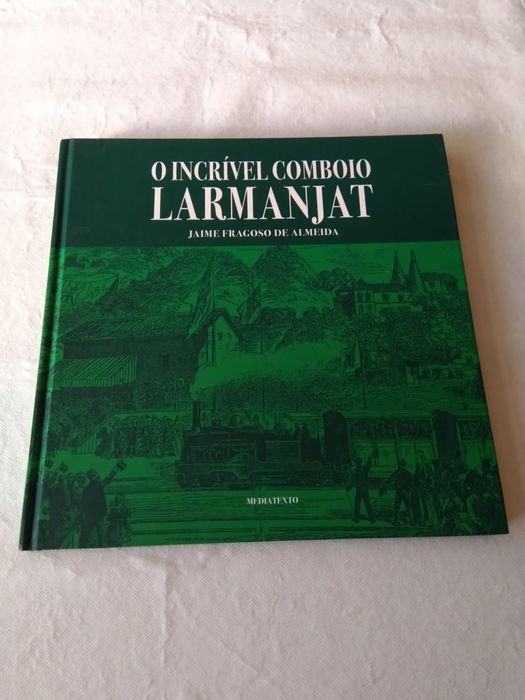 O INCRÍVEL COMBOIO
LARMANJAT
JAIME FRAGOSO DE ALMEIDA
MEDIATEXTO